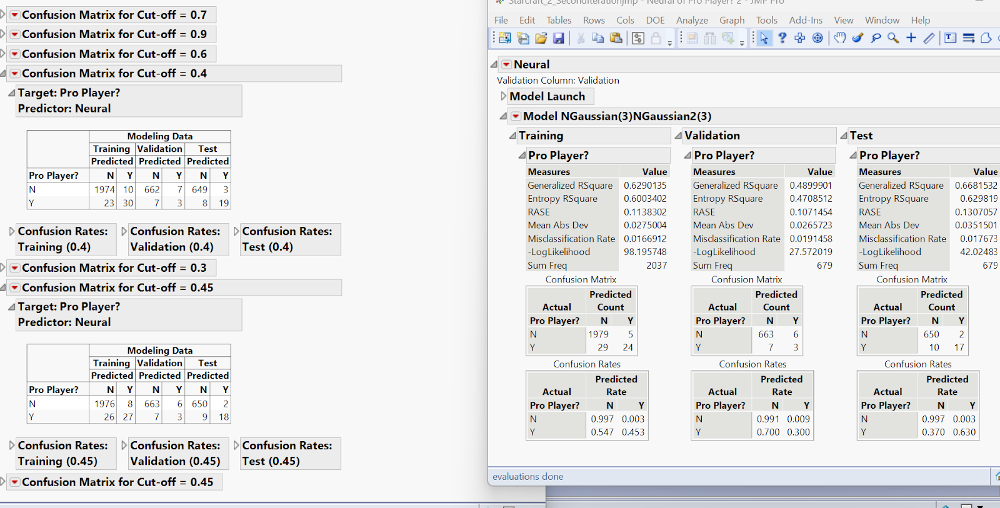 Confusion Matrix for Cut-off = 0.7
Confusion Matrix for Cut-off = 0.9
Confusion Matrix for Cut-off = 0.6
Confusion Matrix for Cut-off = 0.4
Target: Pro Player?
Predictor: Neural
Modeling Data
Training Validation Test
Predicted Predicted Predicted
Pro Player? N Y N Y N Y
N 1974 10 662 7 649 3
Y 23 30 7 3 8 19
Confusion Rates: Training (0.4)
Confusion Rates: Validation (0.4)
Confusion Rates: Test (0.4)
Confusion Matrix for Cut-off = 0.3
Confusion Matrix for Cut-off = 0.45
Target: Pro Player?
Predictor: Neural
Modeling Data
Training Validation Test
Predicted Predicted Predicted
Pro Player? N Y N Y N Y
N 1976 8 663 6 650 2
Y 26 27 7 3 9 18
Confusion Rates: Training (0.45)
Confusion Rates: Validation (0.45)
Confusion Rates: Test (0.45)
Confusion Matrix for Cut-off = 0.45
Starcraft_2_SecondIterationjmp - Neural of Pro Player? 2 - JMP Pro
File Edit Tables Rows Cols DOE Analyze Graph Tools Add-Ins View Window Help
Neural
Validation Column: Validation
Model Launch
Model NGaussian(3)NGaussian2(3)
Training
Pro Player?
Measures Value
Generalized RSquare 0.6290135
Entropy RSquare 0.6003402
RASE 0.1138302
Mean Abs Dev 0.0275004
Misclassification Rate 0.0166912
-LogLikelihood 98.195748
Sum Freq 2037
Confusion Matrix
Predicted
Actual Count
Pro Player? N Y
N 1979 5
Y 29 24
Confusion Rates
Predicted
Actual Rate
Pro Player? N Y
N 0.997 0.003
Y 0.547 0.453
Validation
Pro Player?
Measures Value
Generalized RSquare 0.4899901
Entropy RSquare 0.4708512
RASE 0.1071454
Mean Abs Dev 0.0265723
Misclassification Rate 0.0191458
-LogLikelihood 27.572019
Sum Freq 679
Confusion Matrix
Predicted
Actual Count
Pro Player? N Y
N 663 6
Y 7 3
Confusion Rates
Predicted
Actual Rate
Pro Player? N Y
N 0.991 0.009
Y 0.700 0.300
Test
Pro Player?
Measures Value
Generalized RSquare 0.6681532
Entropy RSquare 0.629819
RASE 0.1307057
Mean Abs Dev 0.0351501
Misclassification Rate 0.017673
-LogLikelihood 42.02483
Sum Freq 679
Confusion Matrix
Predicted
Actual Count
Pro Player? N Y
N 650 2
Y 10 17
Confusion Rates
Predicted
Actual Rate
Pro Player? N Y
N 0.997 0.003
Y 0.370 0.630
evaluations done